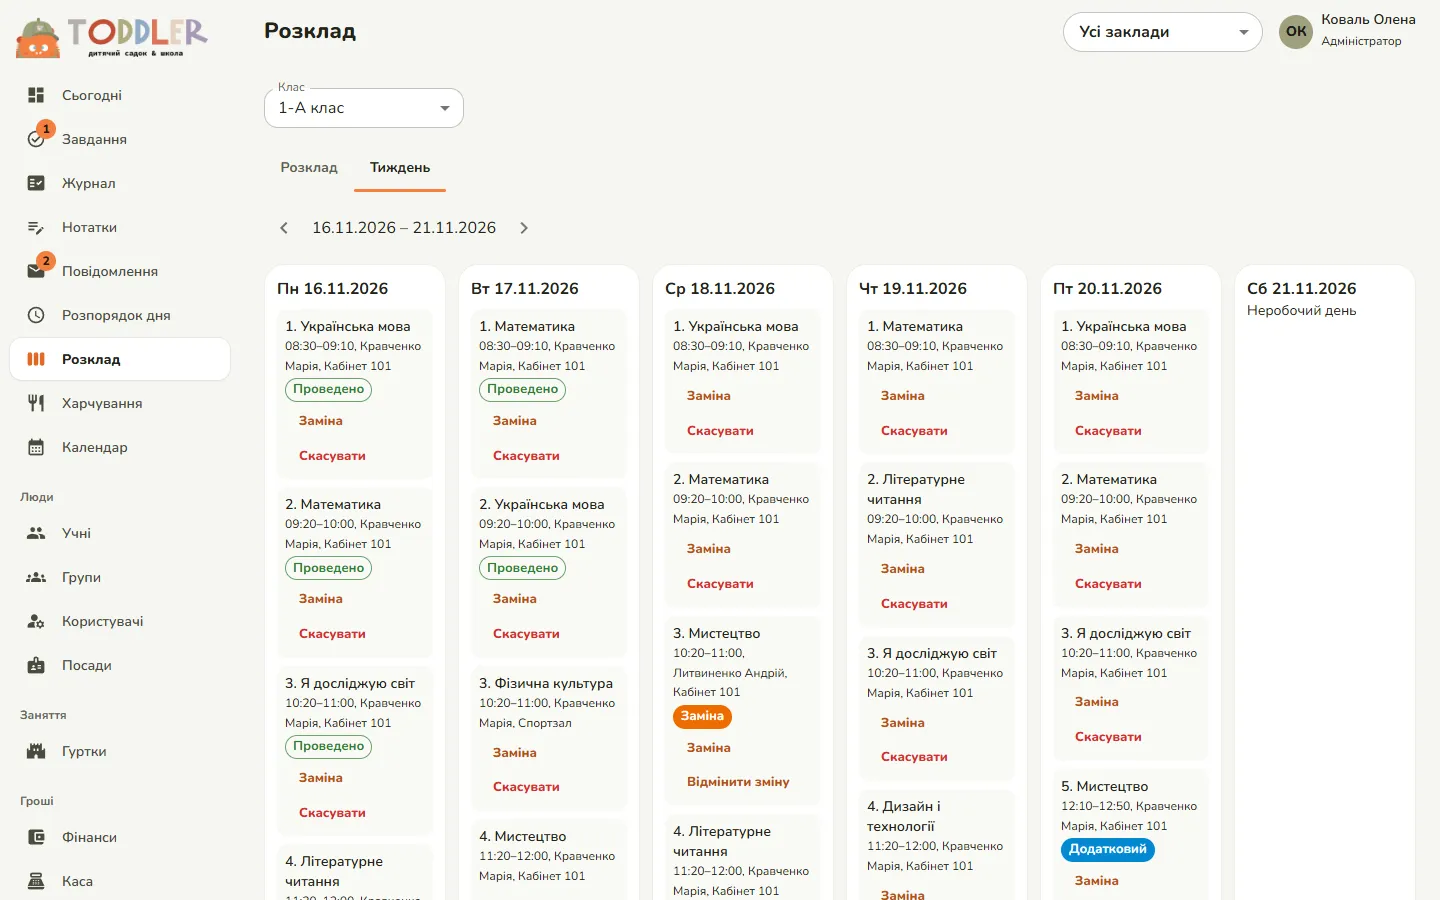 TODDLER
дитячий садок & школа
Розклад
Усі заклади
ОК
Коваль Олена
Адміністратор
Сьогодні
1
Завдання
Журнал
Нотатки
2
Повідомлення
Розпорядок дня
Розклад
Харчування
Календар
Люди
Учні
Групи
Користувачі
Посади
Заняття
Гуртки
Гроші
Фінанси
Каса
Клас
1-А клас
Розклад
Тиждень
16.11.2026 – 21.11.2026
Пн 16.11.2026
1. Українська мова
08:30–09:10, Кравченко
Марія, Кабінет 101
Проведено
Заміна
Скасувати
2. Математика
09:20–10:00, Кравченко
Марія, Кабінет 101
Проведено
Заміна
Скасувати
3. Я досліджую світ
10:20–11:00, Кравченко
Марія, Кабінет 101
Проведено
Заміна
Скасувати
4. Літературне
читання
11:20–12:00, Кравченко
Вт 17.11.2026
1. Математика
08:30–09:10, Кравченко
Марія, Кабінет 101
Проведено
Заміна
Скасувати
2. Українська мова
09:20–10:00, Кравченко
Марія, Кабінет 101
Проведено
Заміна
Скасувати
3. Фізична культура
10:20–11:00, Кравченко
Марія, Спортзал
Заміна
Скасувати
4. Мистецтво
11:20–12:00, Кравченко
Марія, Кабінет 101
Ср 18.11.2026
1. Українська мова
08:30–09:10, Кравченко
Марія, Кабінет 101
Заміна
Скасувати
2. Математика
09:20–10:00, Кравченко
Марія, Кабінет 101
Заміна
Скасувати
3. Мистецтво
10:20–11:00,
Литвиненко Андрій,
Кабінет 101
Заміна
Заміна
Відмінити зміну
4. Літературне
читання
11:20–12:00, Кравченко
Марія, Кабінет 101
Чт 19.11.2026
1. Математика
08:30–09:10, Кравченко
Марія, Кабінет 101
Заміна
Скасувати
2. Літературне
читання
09:20–10:00, Кравченко
Марія, Кабінет 101
Заміна
Скасувати
3. Я досліджую світ
10:20–11:00, Кравченко
Марія, Кабінет 101
Заміна
Скасувати
4. Дизайн і
технології
11:20–12:00, Кравченко
Марія, Кабінет 101
Заміна
Пт 20.11.2026
1. Українська мова
08:30–09:10, Кравченко
Марія, Кабінет 101
Заміна
Скасувати
2. Математика
09:20–10:00, Кравченко
Марія, Кабінет 101
Заміна
Скасувати
3. Я досліджую світ
10:20–11:00, Кравченко
Марія, Кабінет 101
Заміна
Скасувати
5. Мистецтво
12:10–12:50, Кравченко
Марія, Кабінет 101
Додатковий
Заміна
Сб 21.11.2026
Неробочий день